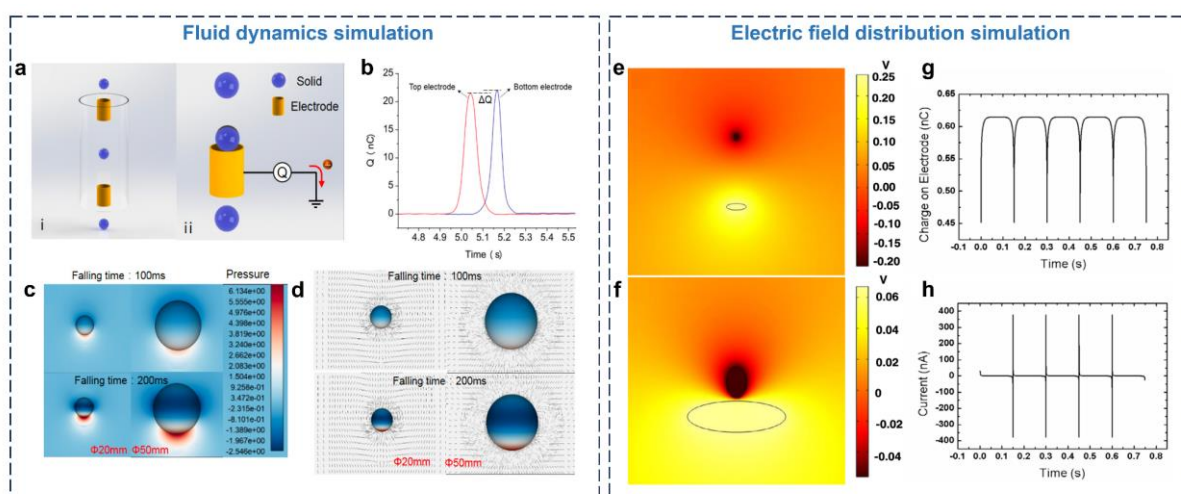 Fluid dynamics simulation
a
Solid
Electrode
Q
i
ii
b
Top electrode
Bottom electrode
ΔQ
Q (nC)
25
20
15
10
5
0
4.8 4.9 5.0 5.1 5.2 5.3 5.4 5.5
Time (s)
c
Falling time : 100ms
Falling time : 200ms
Φ20mm Φ50mm
Pressure
6.134e+00
5.555e+00
4.976e+00
4.398e+00
3.819e+00
3.240e+00
2.662e+00
2.083e+00
1.504e+00
9.256e-01
3.472e-01
-2.315e-01
-8.101e-01
-1.967e+00
-2.546e+00
d
Falling time : 100ms
Falling time : 200ms
Φ20mm Φ50mm
Electric field distribution simulation
e
V
0.25
0.20
0.15
0.10
0.05
0.00
-0.05
-0.10
-0.15
-0.20
f
V
0.06
0.04
0.02
0
-0.02
-0.04
g
Charge on Electrode (nC)
0.65
0.60
0.55
0.50
0.45
-0.1 0.0 0.1 0.2 0.3 0.4 0.5 0.6 0.7 0.8
Time (s)
h
Current (nA)
400
300
200
100
0
-100
-200
-300
-400
-0.1 0.0 0.1 0.2 0.3 0.4 0.5 0.6 0.7 0.8
Time (s)